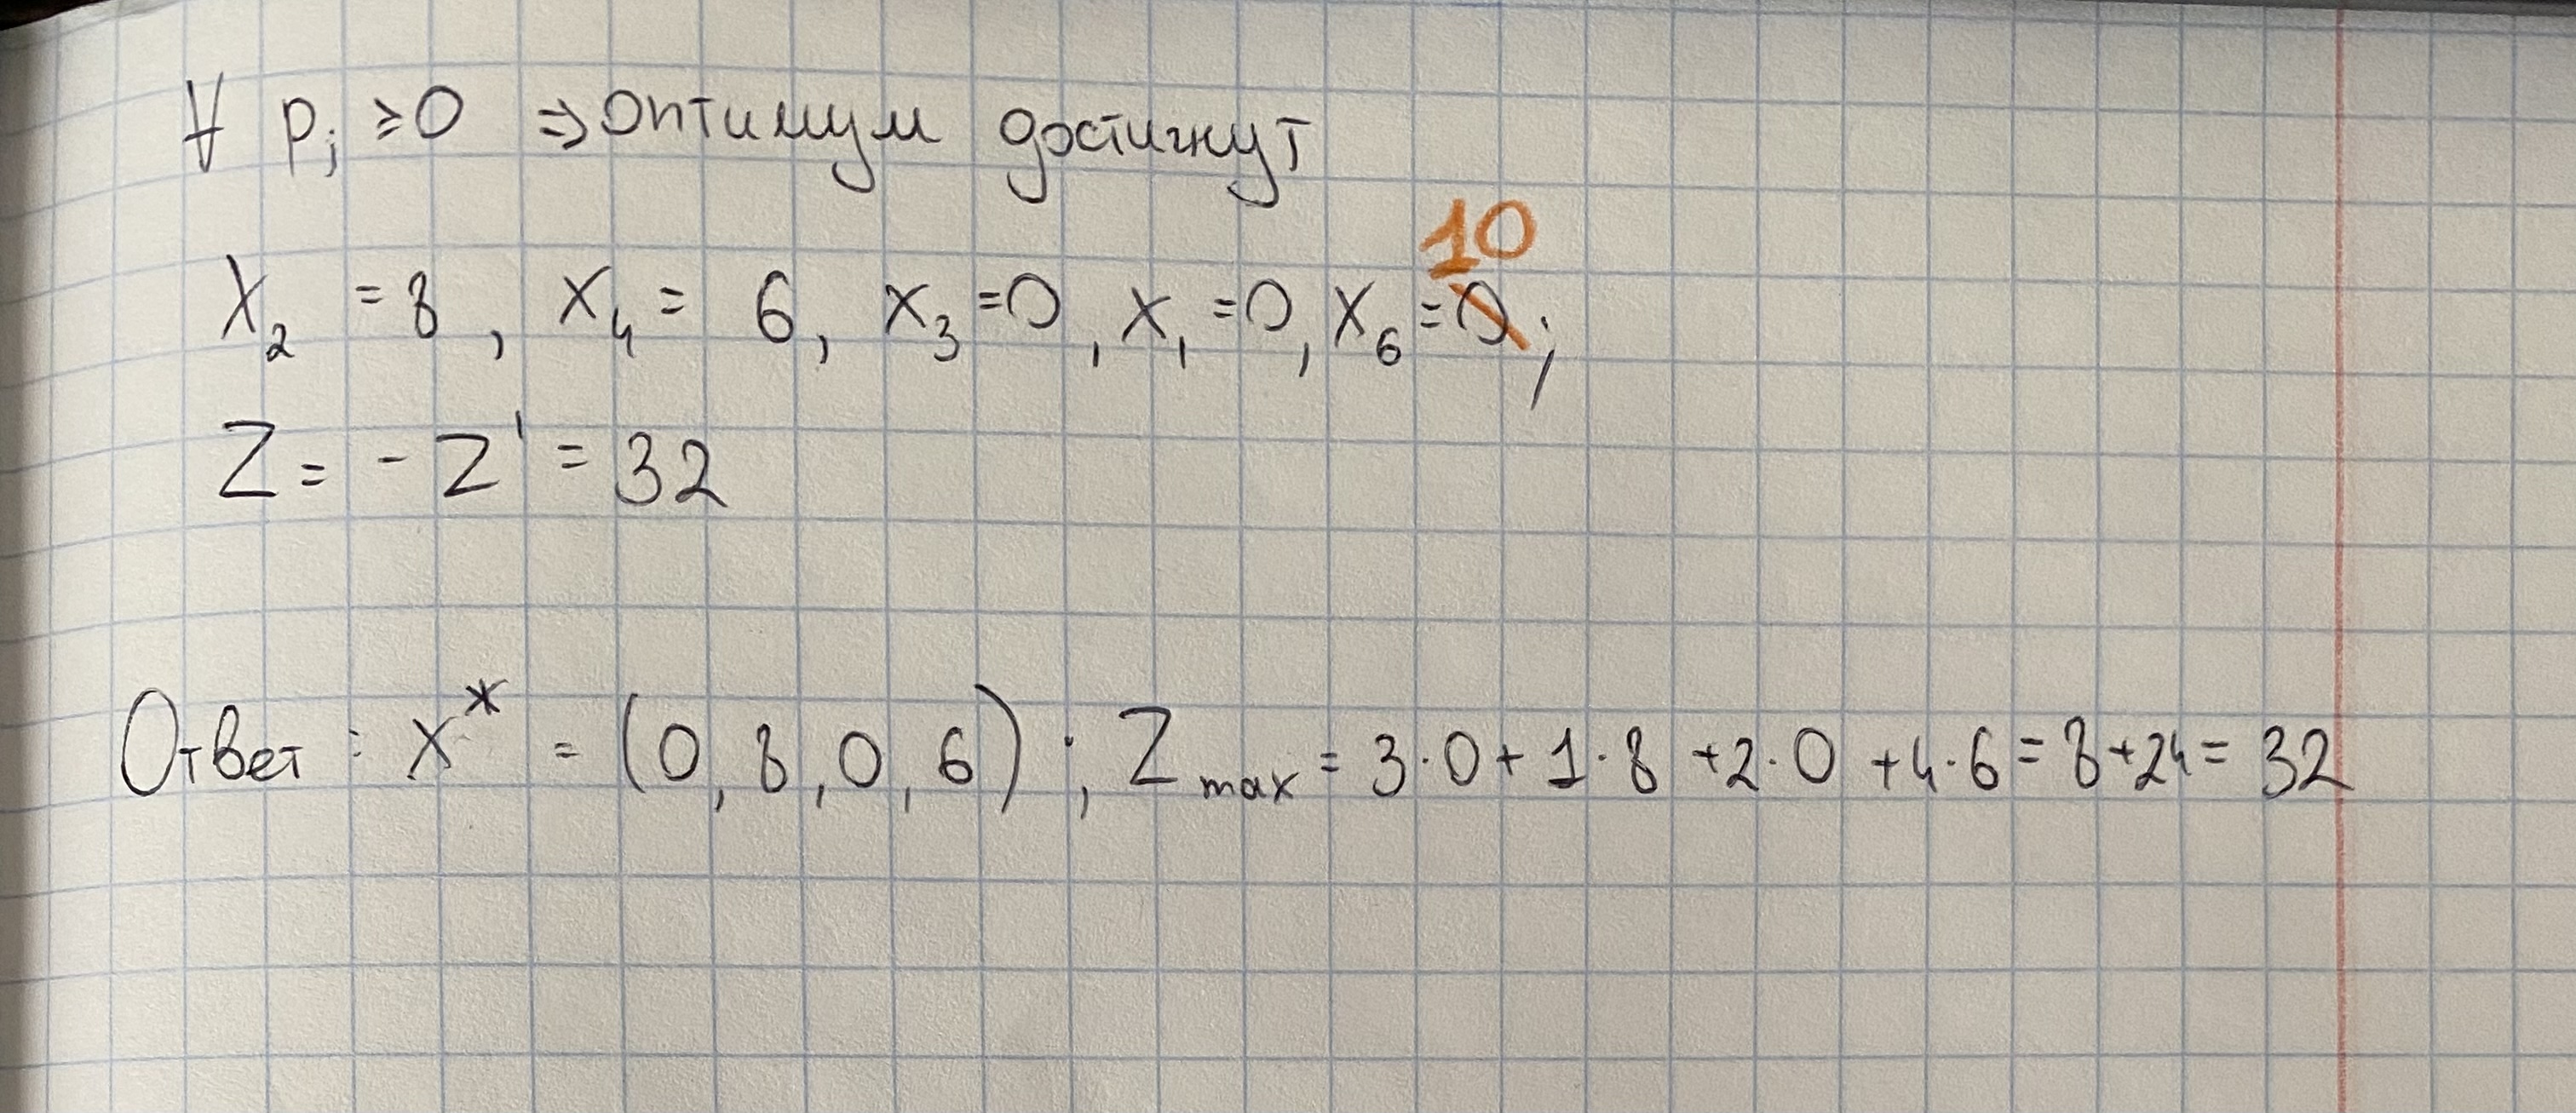 ∀ pⱼ ≥ 0 ⇒ Оптимум достигнут
10
x₂ = 8, x₄ = 6, x₃ = 0, x₁ = 0, x₆ = 0;
Z = - Z' = 32
Ответ: x* = (0, 8, 0, 6); Z max = 3·0 + 1·8 + 2·0 + 4·6 = 8 + 24 = 32